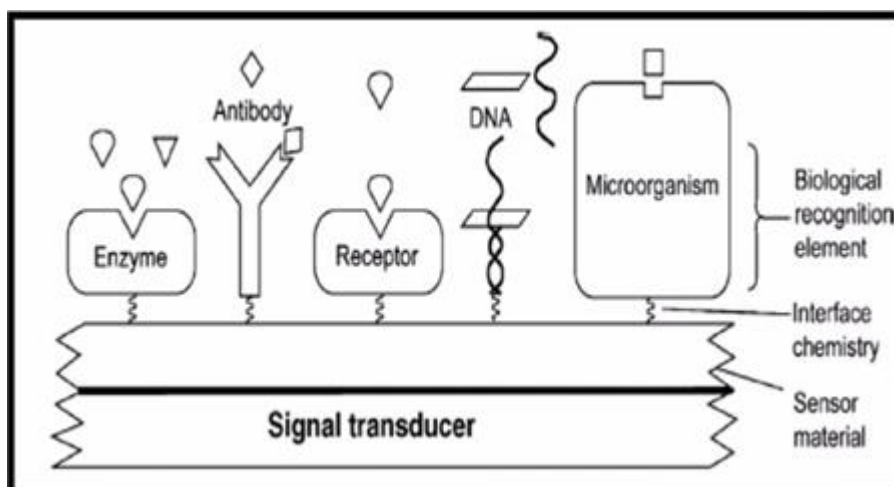 Antibody
DNA
Microorganism
Biological
recognition
element
Enzyme
Receptor
Interface
chemistry
Sensor
material
Signal transducer